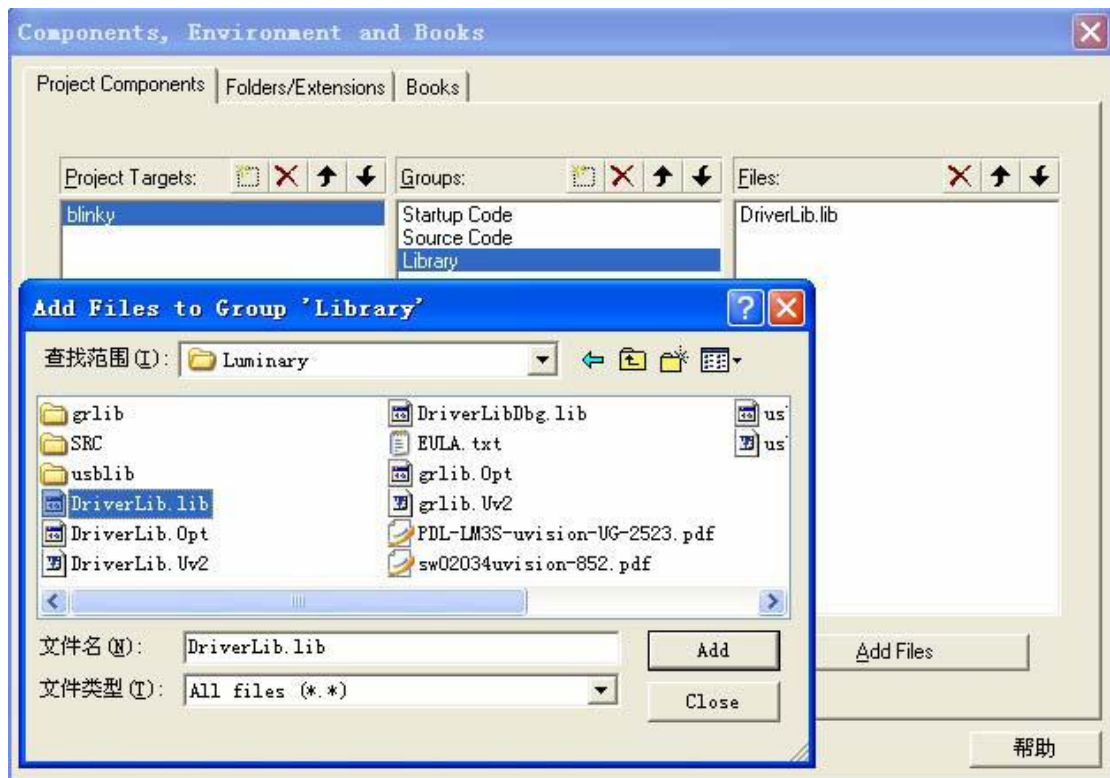 Components, Environment and Books
Project Components Folders/Extensions Books
Project Targets: Groups: Files:
blinky
Startup Code
Source Code
Library
DriverLib.lib
Add Files to Group 'Library'
查找范围(I): Luminary
grlib
SRC
usblib
DriverLib.lib
DriverLib.Opt
DriverLib.Uv2
DriverLibDbg.lib
EULA.txt
grlib.Opt
grlib.Uv2
PDL-LM3S-uvision-UG-2523.pdf
sw02034uvision-852.pdf
文件名(N): DriverLib.lib Add
文件类型(T): All files (*.*) Close
Add Files
帮助